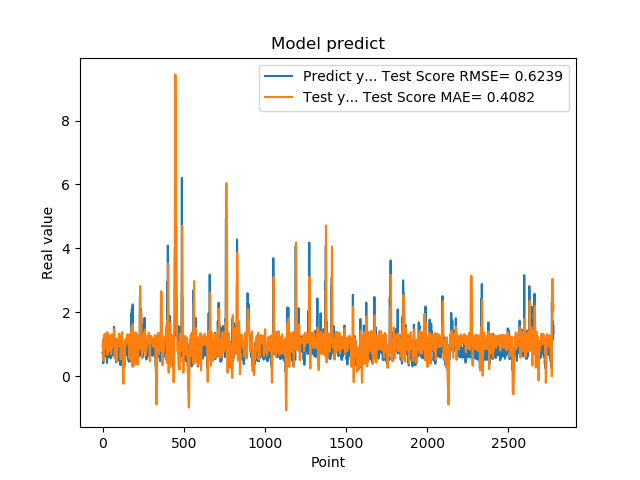 Model predict
Predict y... Test Score RMSE= 0.6239
Test y... Test Score MAE= 0.4082
Real value
8
6
4
2
0
0 500 1000 1500 2000 2500
Point